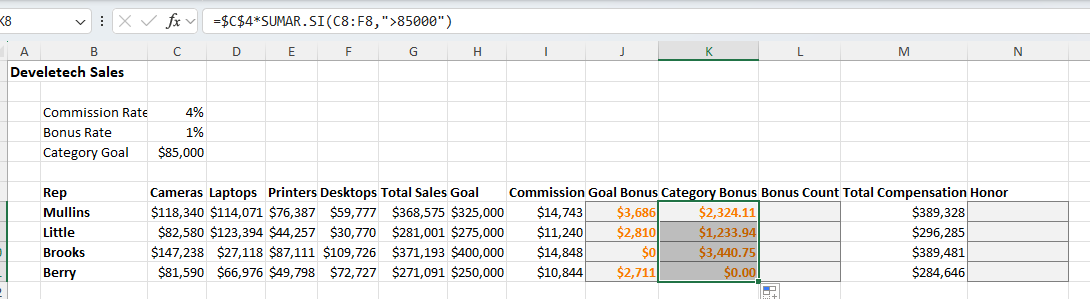 K8 fx =$C$4*SUMAR.SI(C8:F8,">85000")
A B C D E F G H I J K L M N
Develetech Sales
Commission Rate 4%
Bonus Rate 1%
Category Goal $85,000
Rep Cameras Laptops Printers Desktops Total Sales Goal Commission Goal Bonus Category Bonus Bonus Count Total Compensation Honor
Mullins $118,340 $114,071 $76,387 $59,777 $368,575 $325,000 $14,743 $3,686 $2,324.11 $389,328
Little $82,580 $123,394 $44,257 $30,770 $281,001 $275,000 $11,240 $2,810 $1,233.94 $296,285
Brooks $147,238 $27,118 $87,111 $109,726 $371,193 $400,000 $14,848 $0 $3,440.75 $389,481
Berry $81,590 $66,976 $49,798 $72,727 $271,091 $250,000 $10,844 $2,711 $0.00 $284,646